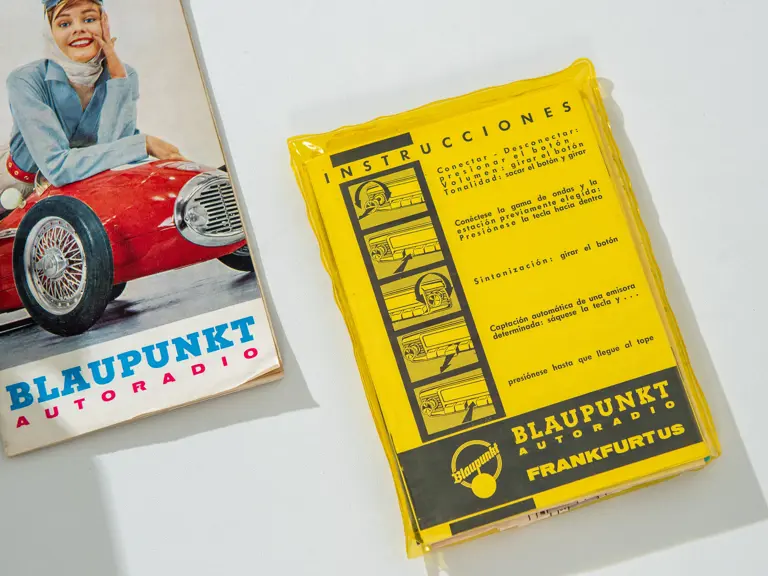 BLAUPUNKT
AUTORADIO
INSTRUCCIONES
Conectar - Desconectar:
presionar el botón
Volumen: girar el botón
Tonalidad: sacar el botón y girar
Conéctese la gama de ondas y la
estación previamente elegida:
Presiónese la tecla hacia dentro
Sintonización: girar el botón
Captación automática de una emisora
determinada: sáquese la tecla y . . .
presiónese hasta que llegue al tope
Blaupunkt
BLAUPUNKT
AUTORADIO
FRANKFURT US